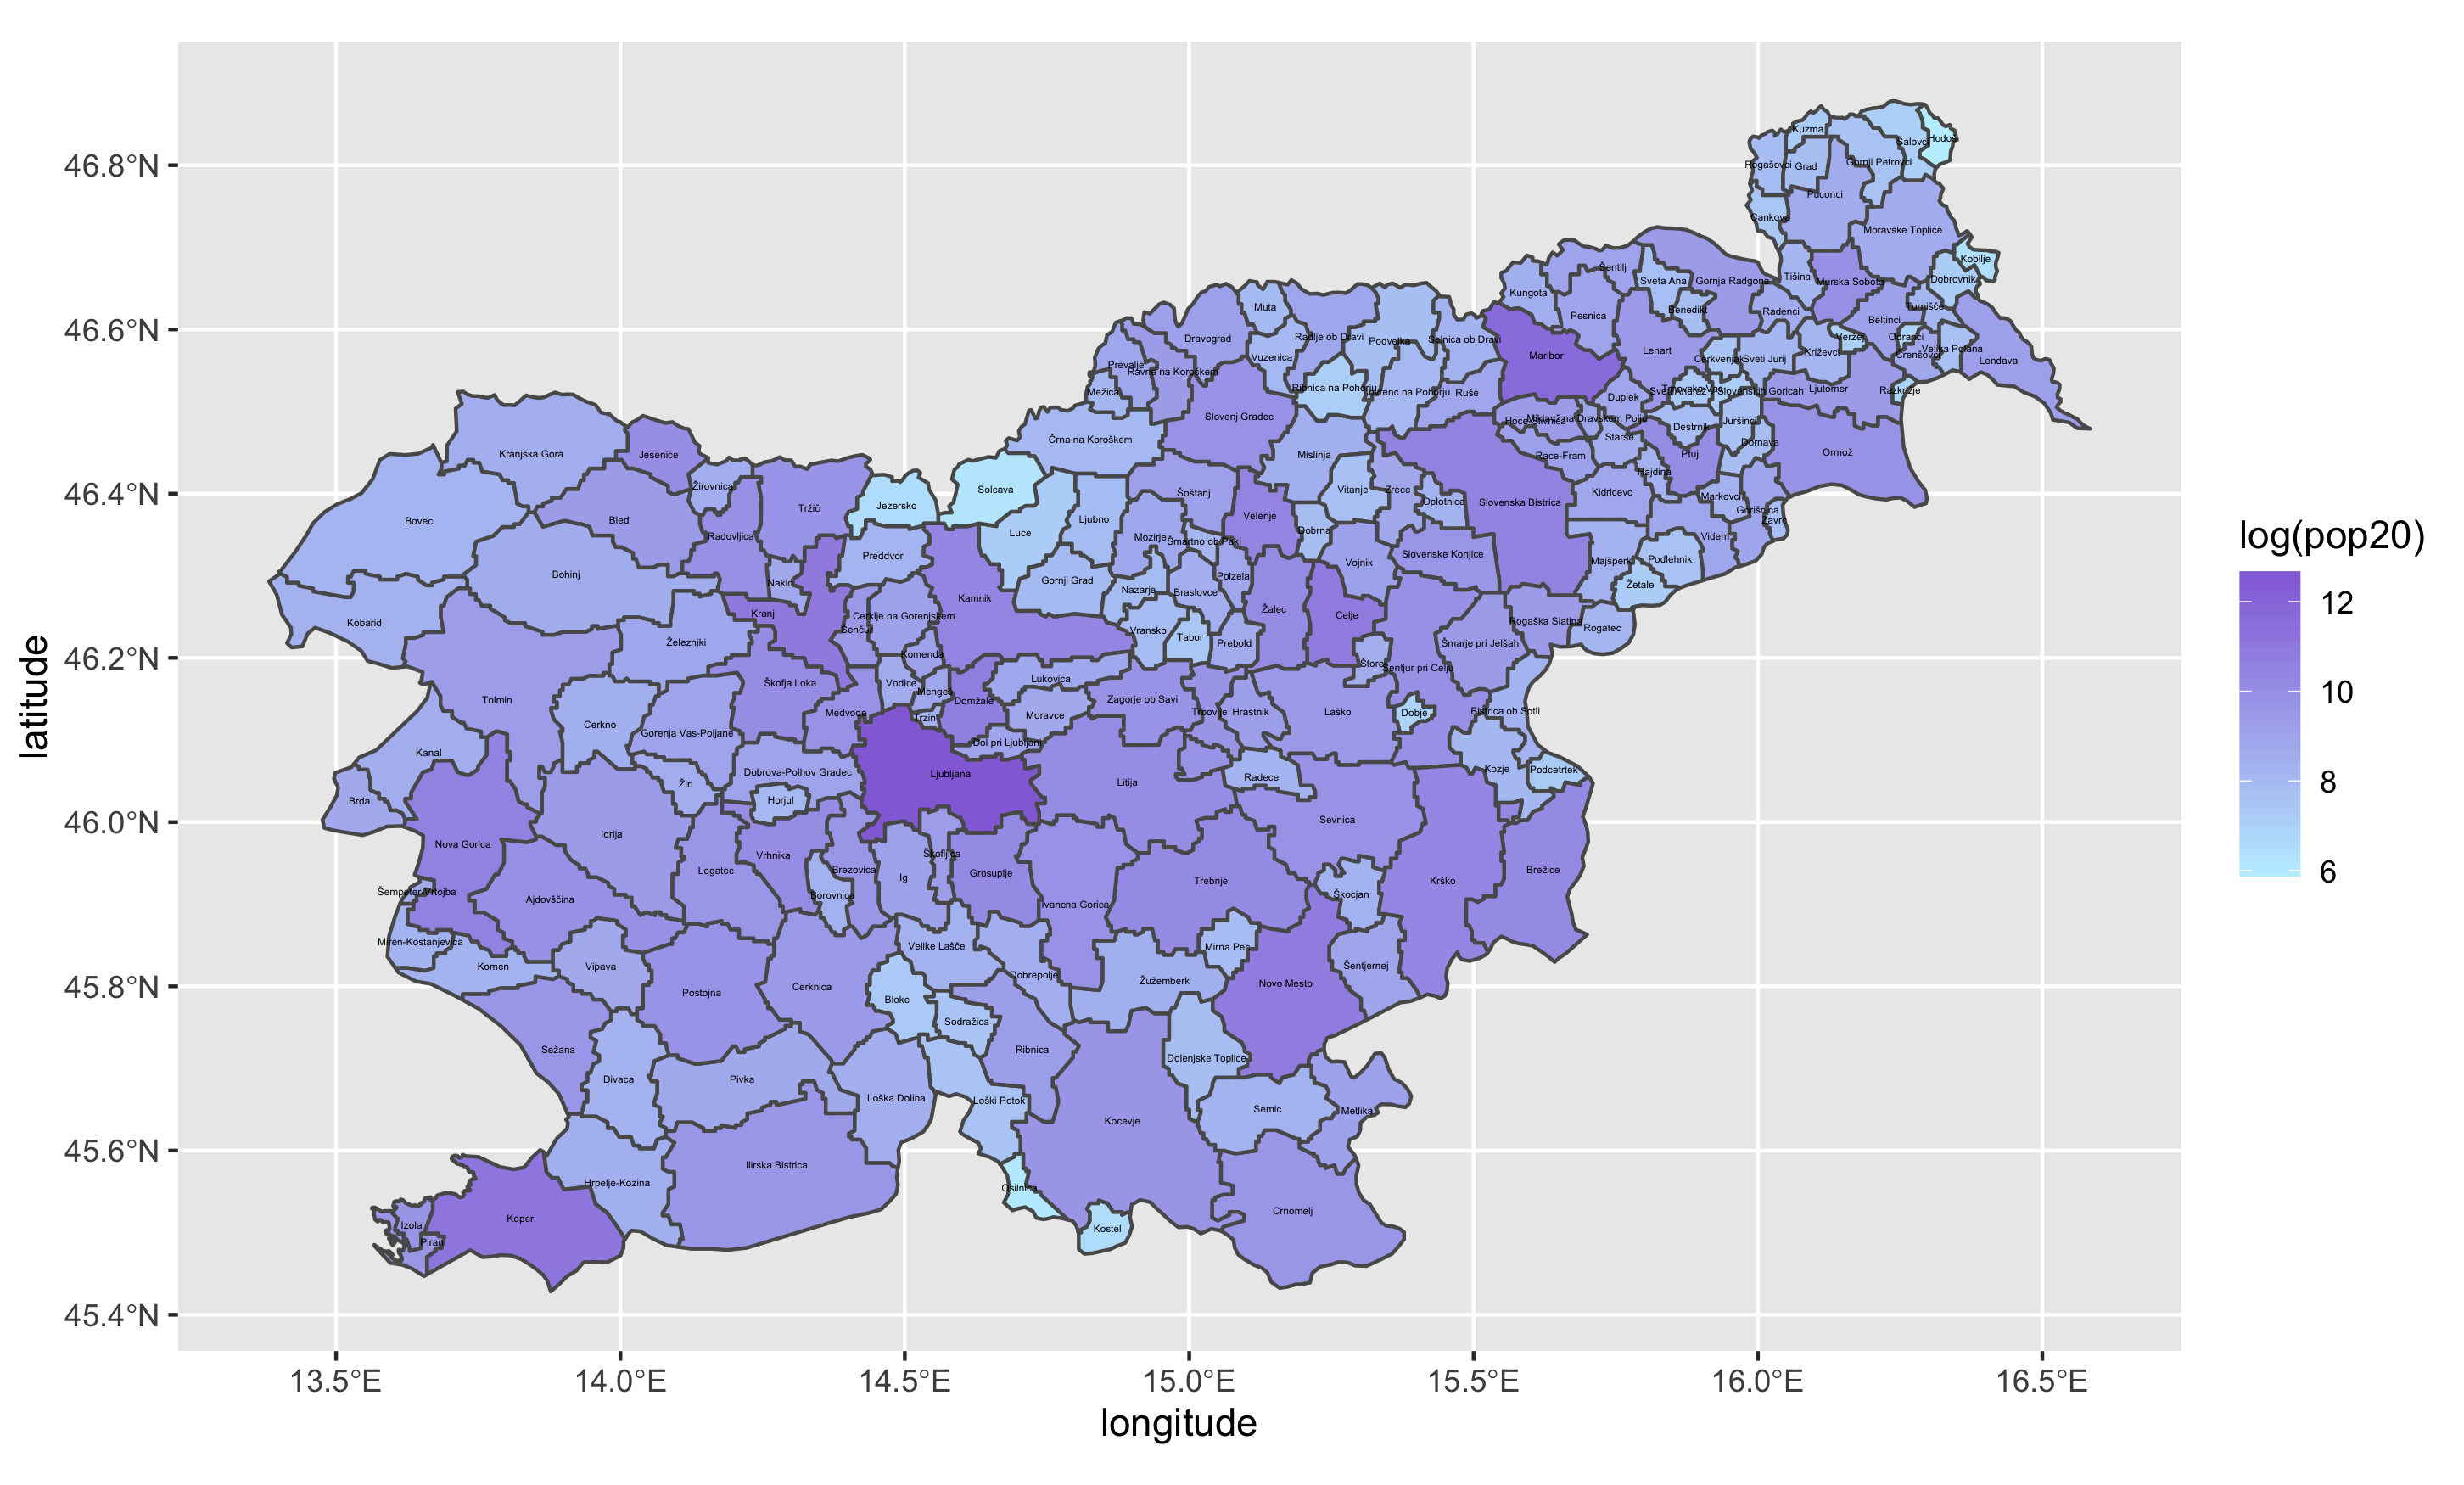 46.8°N
46.6°N
46.4°N
46.2°N
46.0°N
45.8°N
45.6°N
45.4°N
latitude
13.5°E
14.0°E
14.5°E
15.0°E
15.5°E
16.0°E
16.5°E
longitude
log(pop20)
12
10
8
6
Kuzma
Šalovci
Hodoš
Rogašovci
Grad
Gornji Petrovci
Puconci
Cankova
Moravske Toplice
Kobilje
Dobrovnik
Tišina
Murska Sobota
Turnišče
Beltinci
Odranci
Velika Polana
Črenšovci
Lendava
Razkrižje
Veržej
Križevci
Ljutomer
Radenci
Gornja Radgona
Šentilj
Sveta Ana
Benedikt
Kungota
Pesnica
Lenart
Cerkvenjak
Sveti Jurij
Slovenskih Goricah
Maribor
Duplek
Destrnik
Juršinci
Dornava
Ormož
Starše
Ptuj
Hajdina
Markovci
Gorišnica
Zavrc
Videm
Kidricevo
Race-Fram
Miklavž na Dravskem Polju
Majšperk
Podlehnik
Žetale
Muta
Dravograd
Radlje ob Dravi
Podvelka
Selnica ob Dravi
Vuzenica
Prevalje
Ravne na Koroškem
Mežica
Ribnica na Pohorju
Lovrenc na Pohorju
Ruše
Slovenj Gradec
Črna na Koroškem
Mislinja
Solcava
Jezersko
Luce
Ljubno
Šoštanj
Velenje
Vitanje
Zrece
Oplotnica
Slovenska Bistrica
Dobrna
Mozirje
Šmartno ob Paki
Vojnik
Slovenske Konjice
Gornji Grad
Nazarje
Braslovce
Polzela
Žalec
Celje
Vransko
Tabor
Prebold
Štore
Šentjur pri Celju
Šmarje pri Jelšah
Rogaška Slatina
Rogatec
Kranjska Gora
Jesenice
Žirovnica
Tržič
Bovec
Bled
Radovljica
Bohinj
Naklo
Preddvor
Kamnik
Kobarid
Kranj
Cerklje na Gorenjskem
Šenčur
Železniki
Komenda
Škofja Loka
Vodice
Mengeš
Lukovica
Domžale
Moravce
Zagorje ob Savi
Trbovlje
Hrastnik
Laško
Dobje
Bistrica ob Sotli
Tolmin
Cerkno
Medvode
Trzin
Gorenja Vas-Poljane
Dol pri Ljubljani
Kanal
Dobrova-Polhov Gradec
Ljubljana
Litija
Radece
Kozje
Podcetrtek
Žiri
Horjul
Brda
Idrija
Sevnica
Nova Gorica
Vrhnika
Logatec
Brezovica
Borovnica
Ig
Škofljica
Grosuplje
Trebnje
Krško
Brežice
Škocjan
Šempeter-Vrtojba
Ajdovščina
Ivancna Gorica
Miren-Kostanjevica
Velike Lašče
Mirna Pec
Komen
Vipava
Dobrepolje
Žužemberk
Šentjernej
Postojna
Cerknica
Bloke
Novo Mesto
Sodražica
Sežana
Ribnica
Dolenjske Toplice
Divaca
Pivka
Loška Dolina
Loški Potok
Semic
Metlika
Kocevje
Ilirska Bistrica
Hrpelje-Kozina
Osilnica
Kostel
Crnomelj
Koper
Izola
Piran